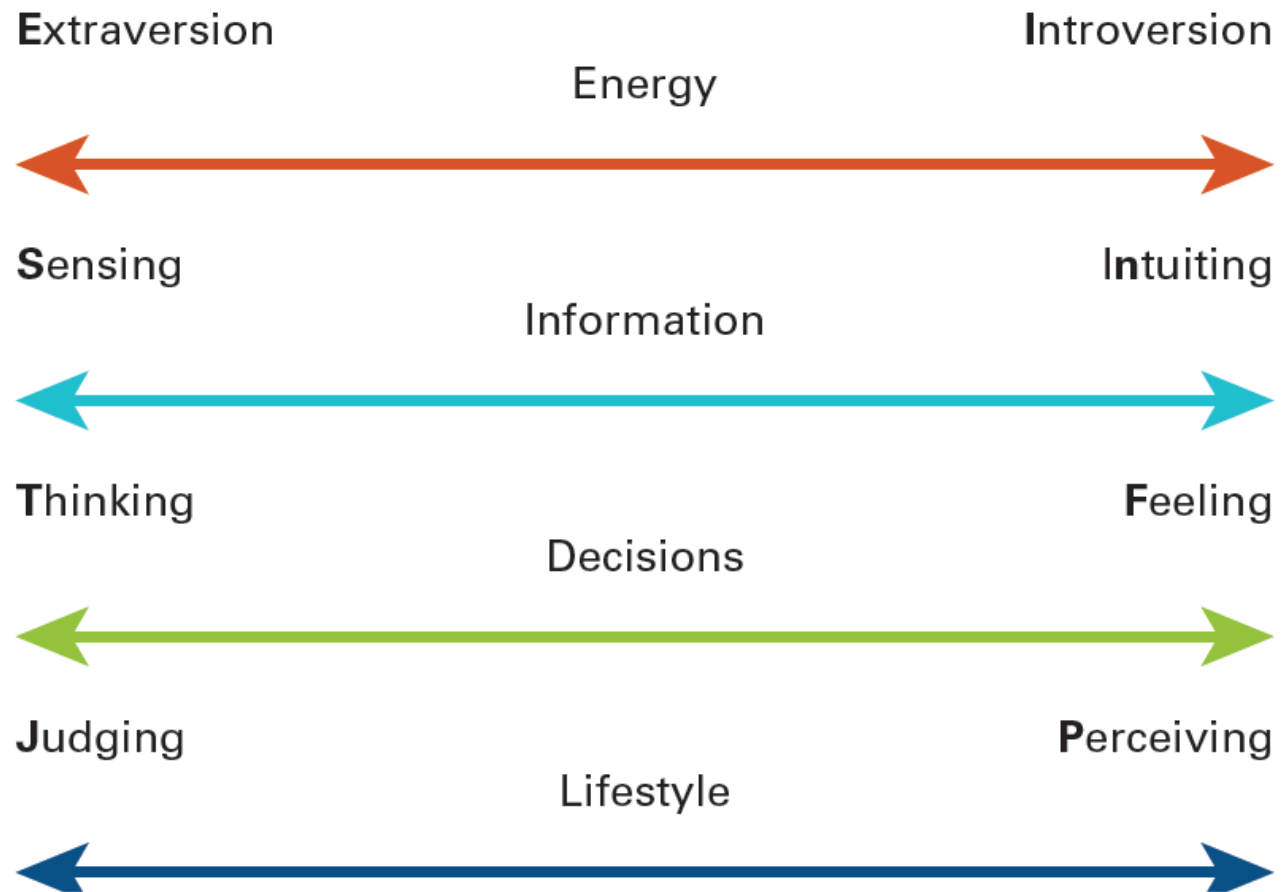 Extraversion Introversion
Energy
Sensing Intuiting
Information
Thinking Feeling
Decisions
Judging Perceiving
Lifestyle